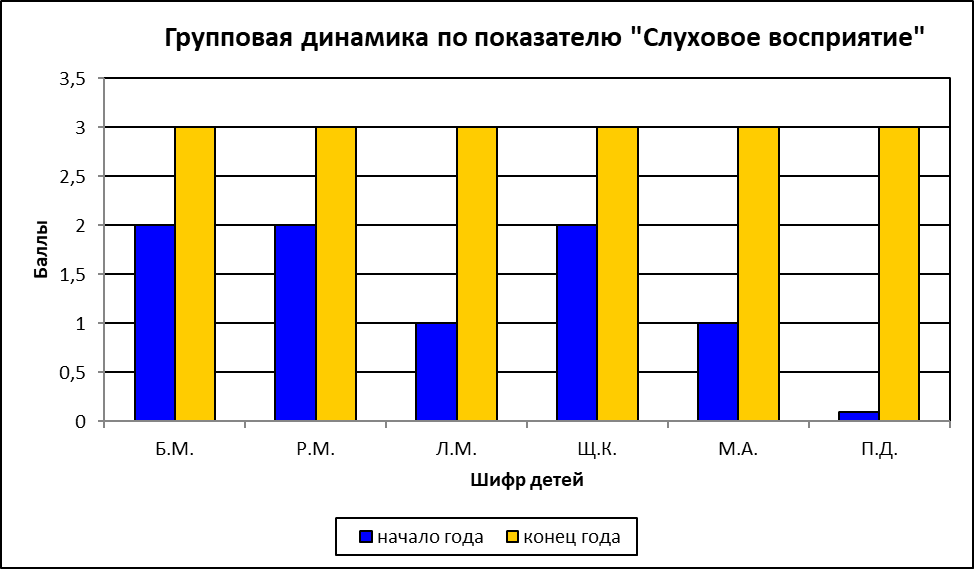 Групповая динамика по показателю "Слуховое восприятие"
3,5
3
2,5
2
1,5
1
0,5
0
Баллы
Б.М. Р.М. Л.М. Щ.К. М.А. П.Д.
Шифр детей
начало года конец года